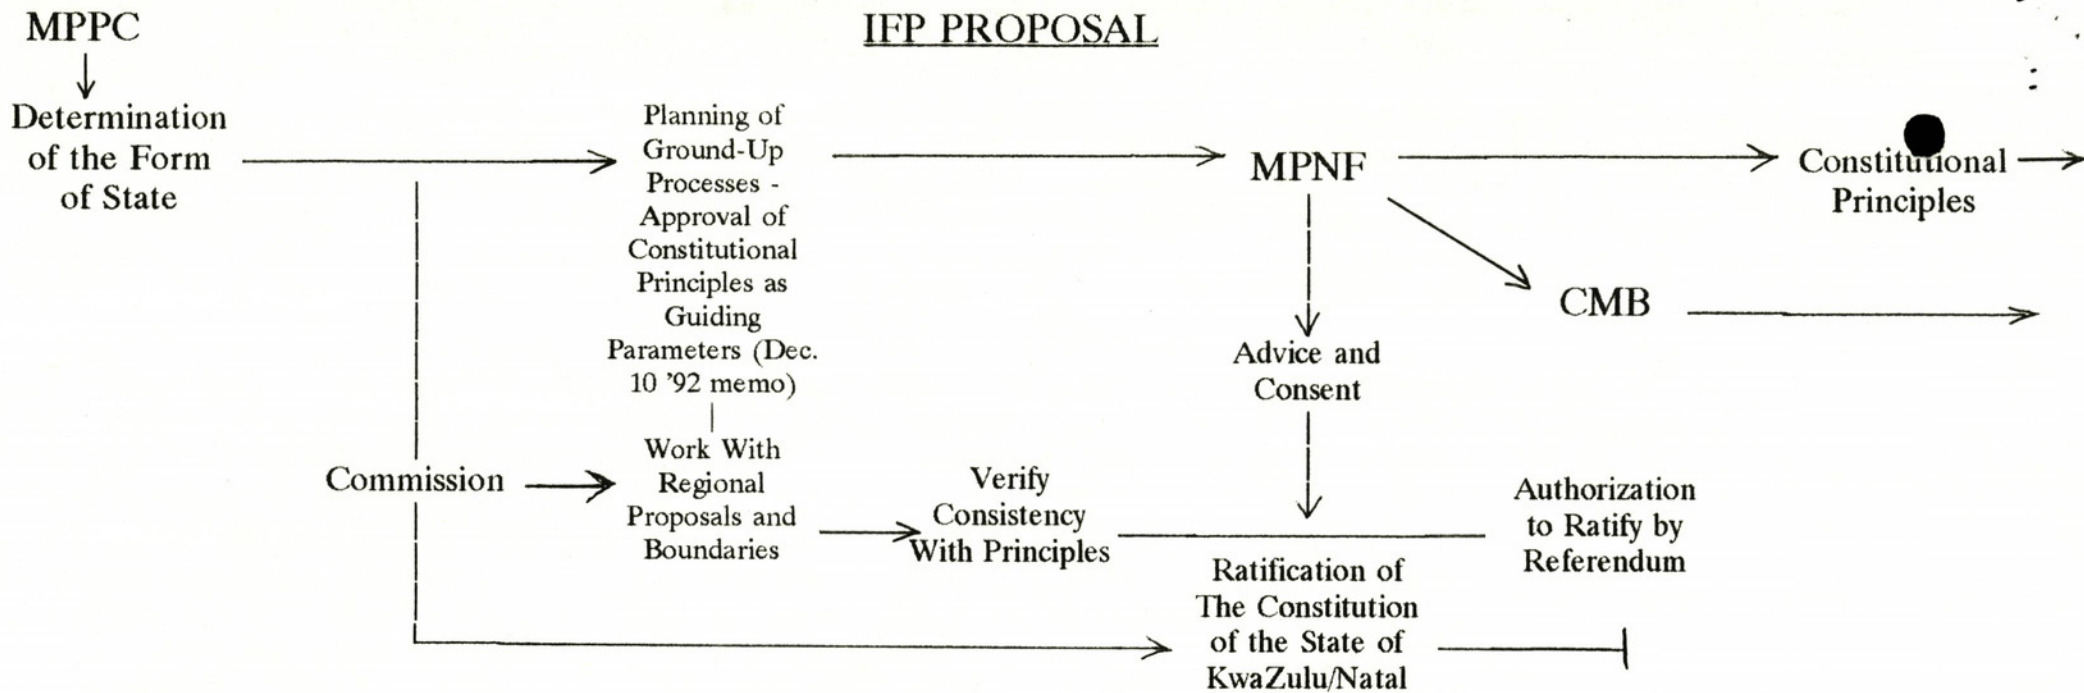 IFP PROPOSAL
MPPC
Determination
of the Form
of State
Planning of
Ground-Up
Processes -
Approval of
Constitutional
Principles as
Guiding
Parameters (Dec.
10 '92 memo)
MPNF
Constitutional
Principles
CMB
Advice and
Consent
Commission
Work With
Regional
Proposals and
Boundaries
Verify
Consistency
With Principles
Authorization
to Ratify by
Referendum
Ratification of
The Constitution
of the State of
KwaZulu/Natal